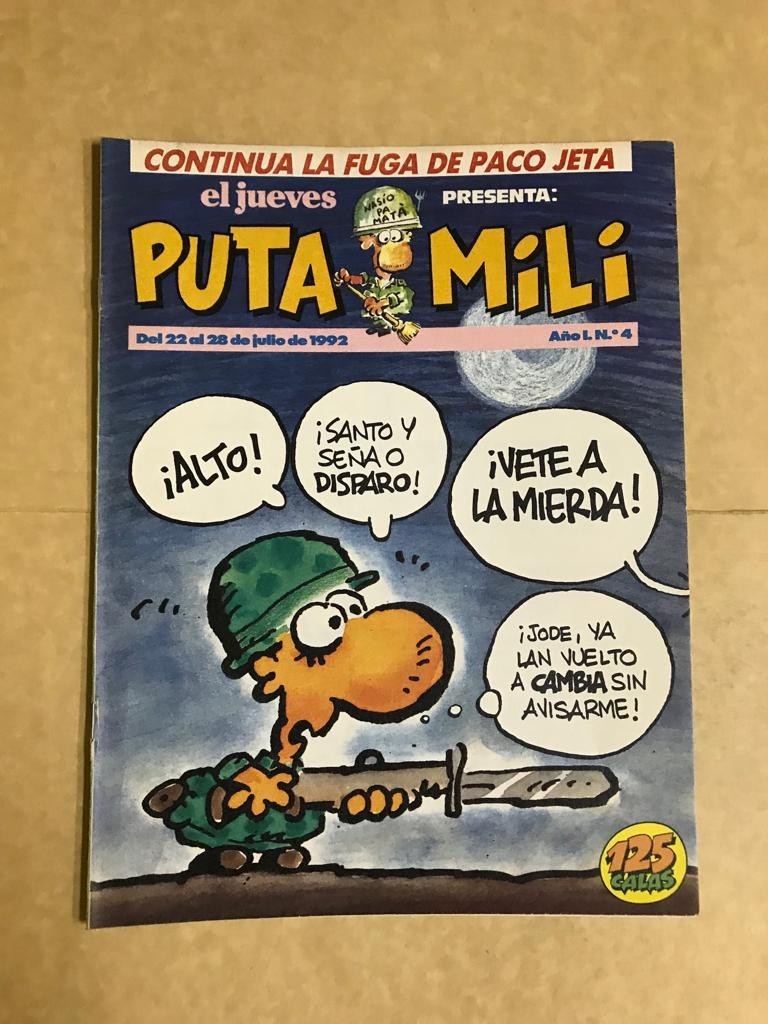 CONTINUA LA FUGA DE PACO JETA
el jueves PRESENTA:
NASÍO
PA
MATÀ
PUTA MiLi
Del 22 al 28 de julio de 1992 Año I. N.º 4
¡ALTO!
¡SANTO Y
SEÑA O
DISPARO!
¡VETE A
LA MIERDA!
¡JODE, YA
LAN VUELTO
A CAMBIA SIN
AVISARME!
125
CALAS